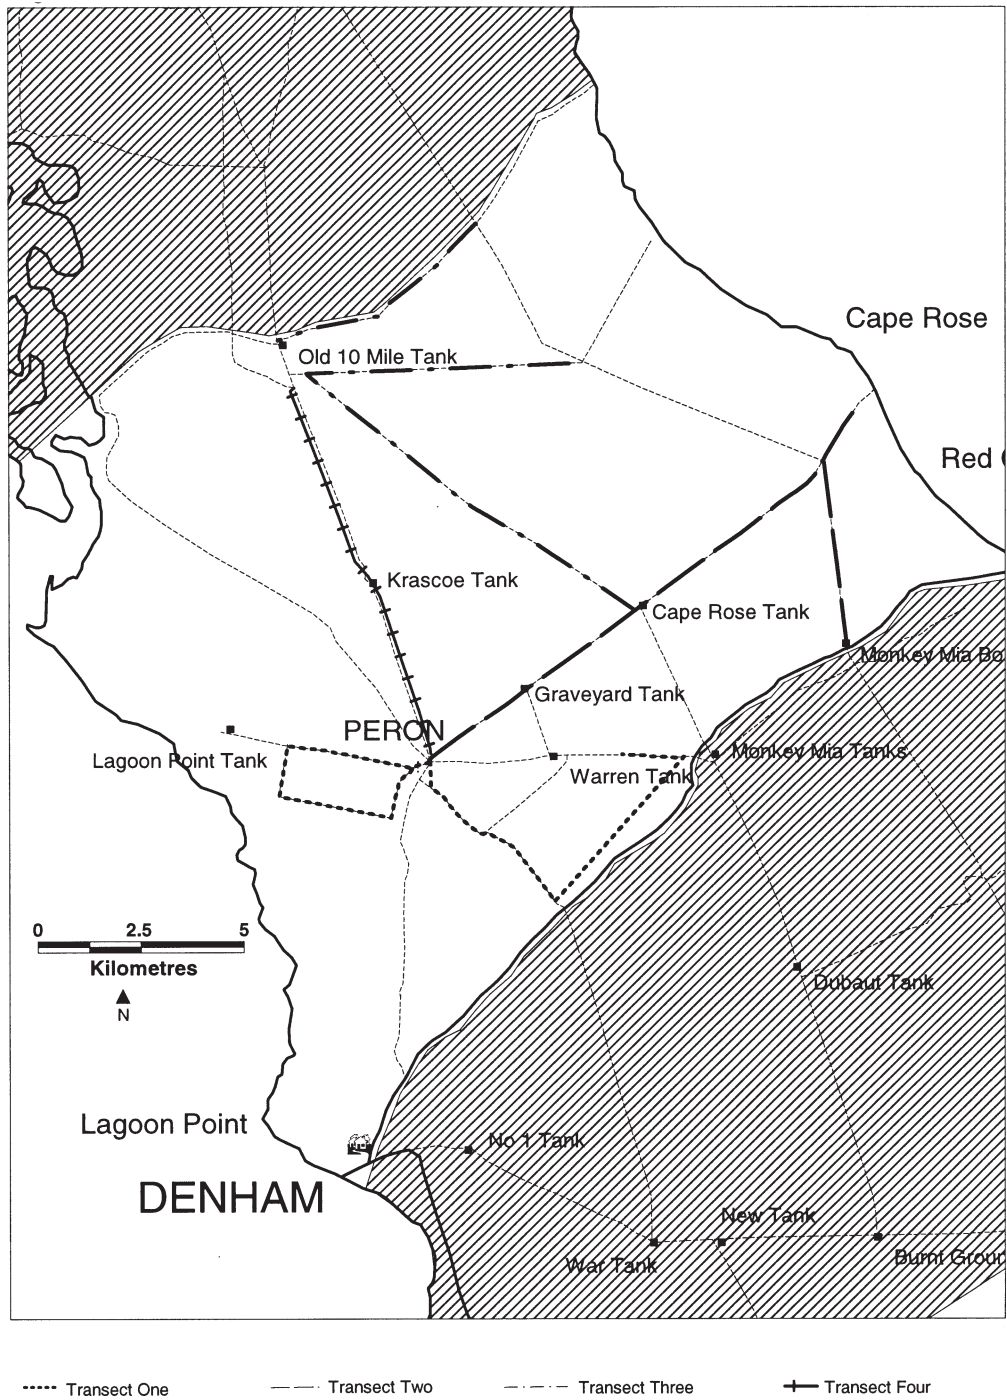 Cape Rose
Old 10 Mile Tank
Red
Krascoe Tank
Cape Rose Tank
Monkey Mia Bo
Graveyard Tank
PERON
Lagoon Point Tank
Monkey Mia Tanks
Warren Tank
0 2.5 5
Kilometres
N
Dubaut Tank
Lagoon Point
No 1 Tank
DENHAM
New Tank
War Tank
Burnt Groun
Transect One Transect Two Transect Three Transect Four